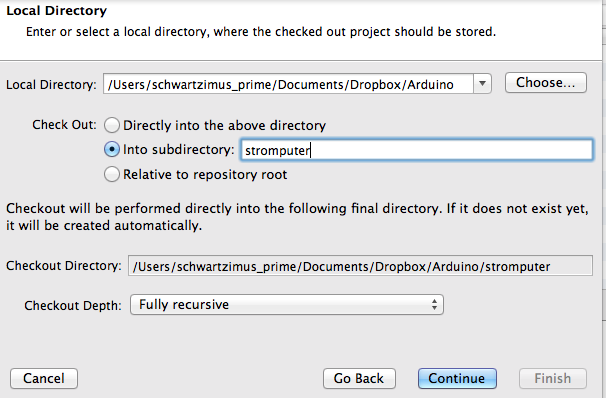 Local Directory
Enter or select a local directory, where the checked out project should be stored.
Local Directory: /Users/schwartzimus_prime/Documents/Dropbox/Arduino Choose...
Check Out: Directly into the above directory
Into subdirectory: stromputer
Relative to repository root
Checkout will be performed directly into the following final directory. If it does not exist yet,
it will be created automatically.
Checkout Directory: /Users/schwartzimus_prime/Documents/Dropbox/Arduino/stromputer
Checkout Depth: Fully recursive
Cancel Go Back Continue Finish